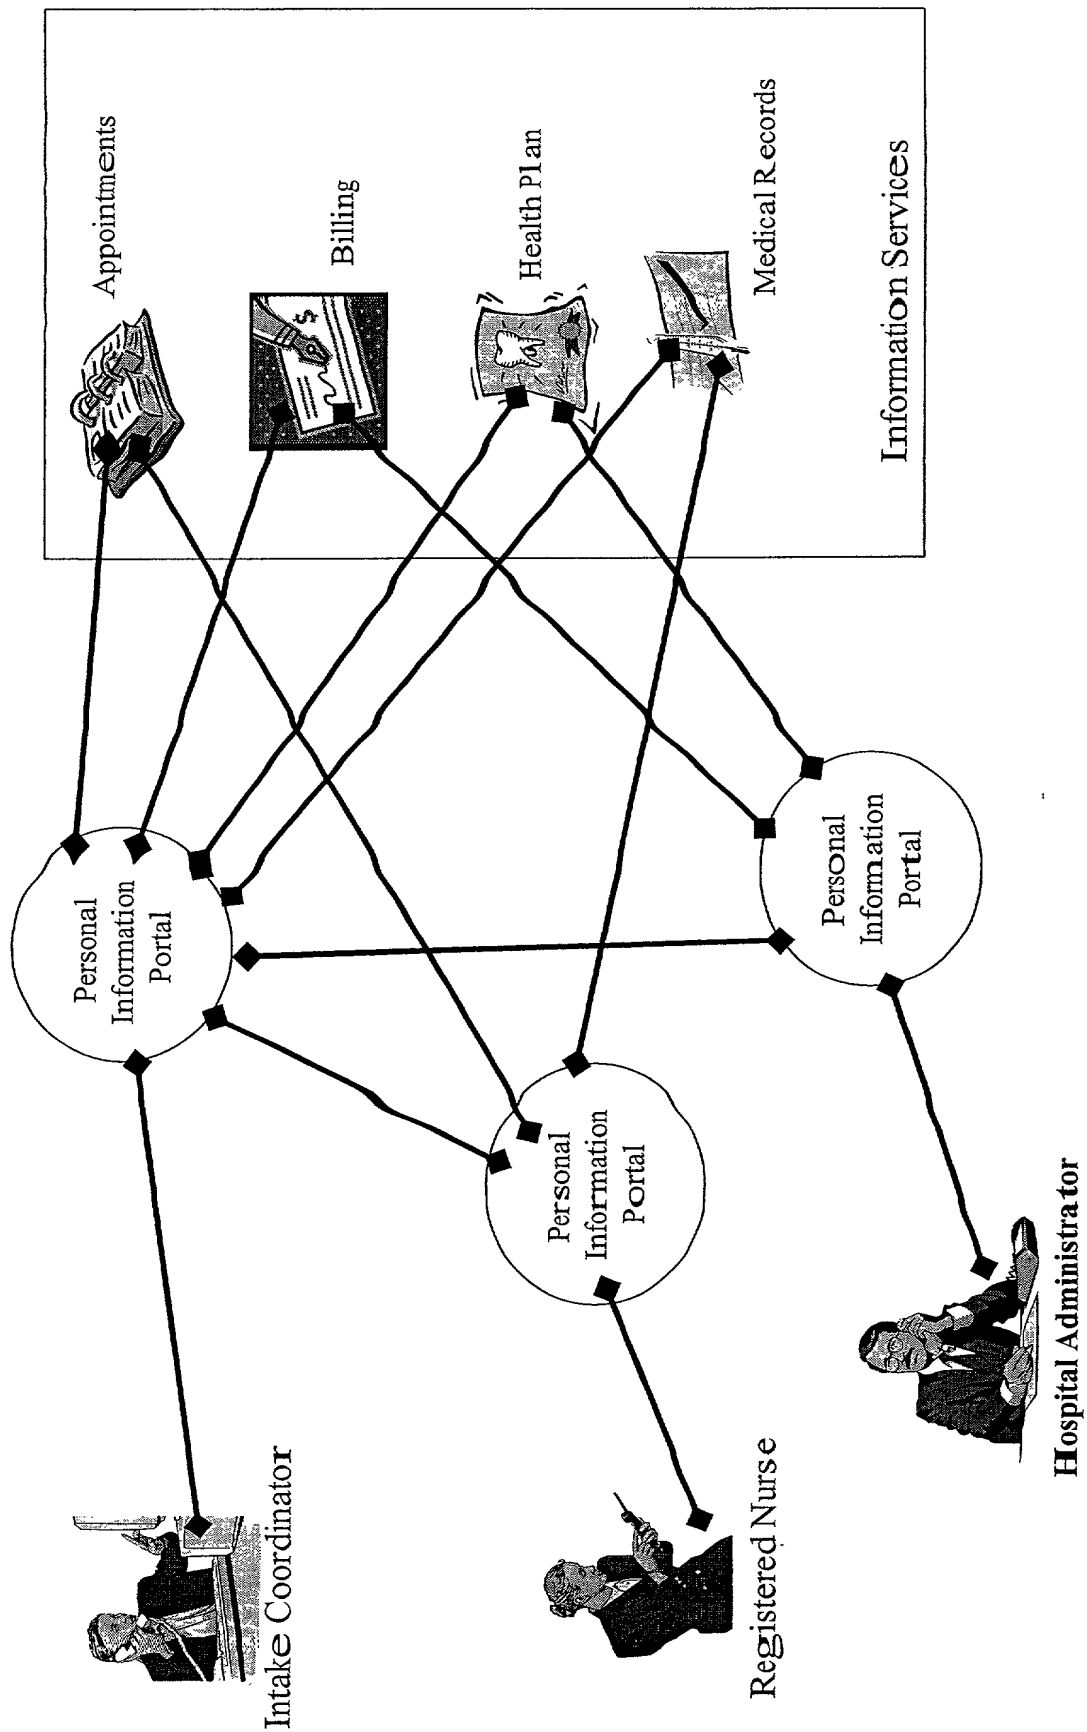 Intake Coordinator
Registered Nurse
Hospital Administrator
Personal
Information
Portal
Personal
Information
Portal
Personal
Information
Portal
Appointments
Billing
$
Health Plan
Medical Records
Information Services